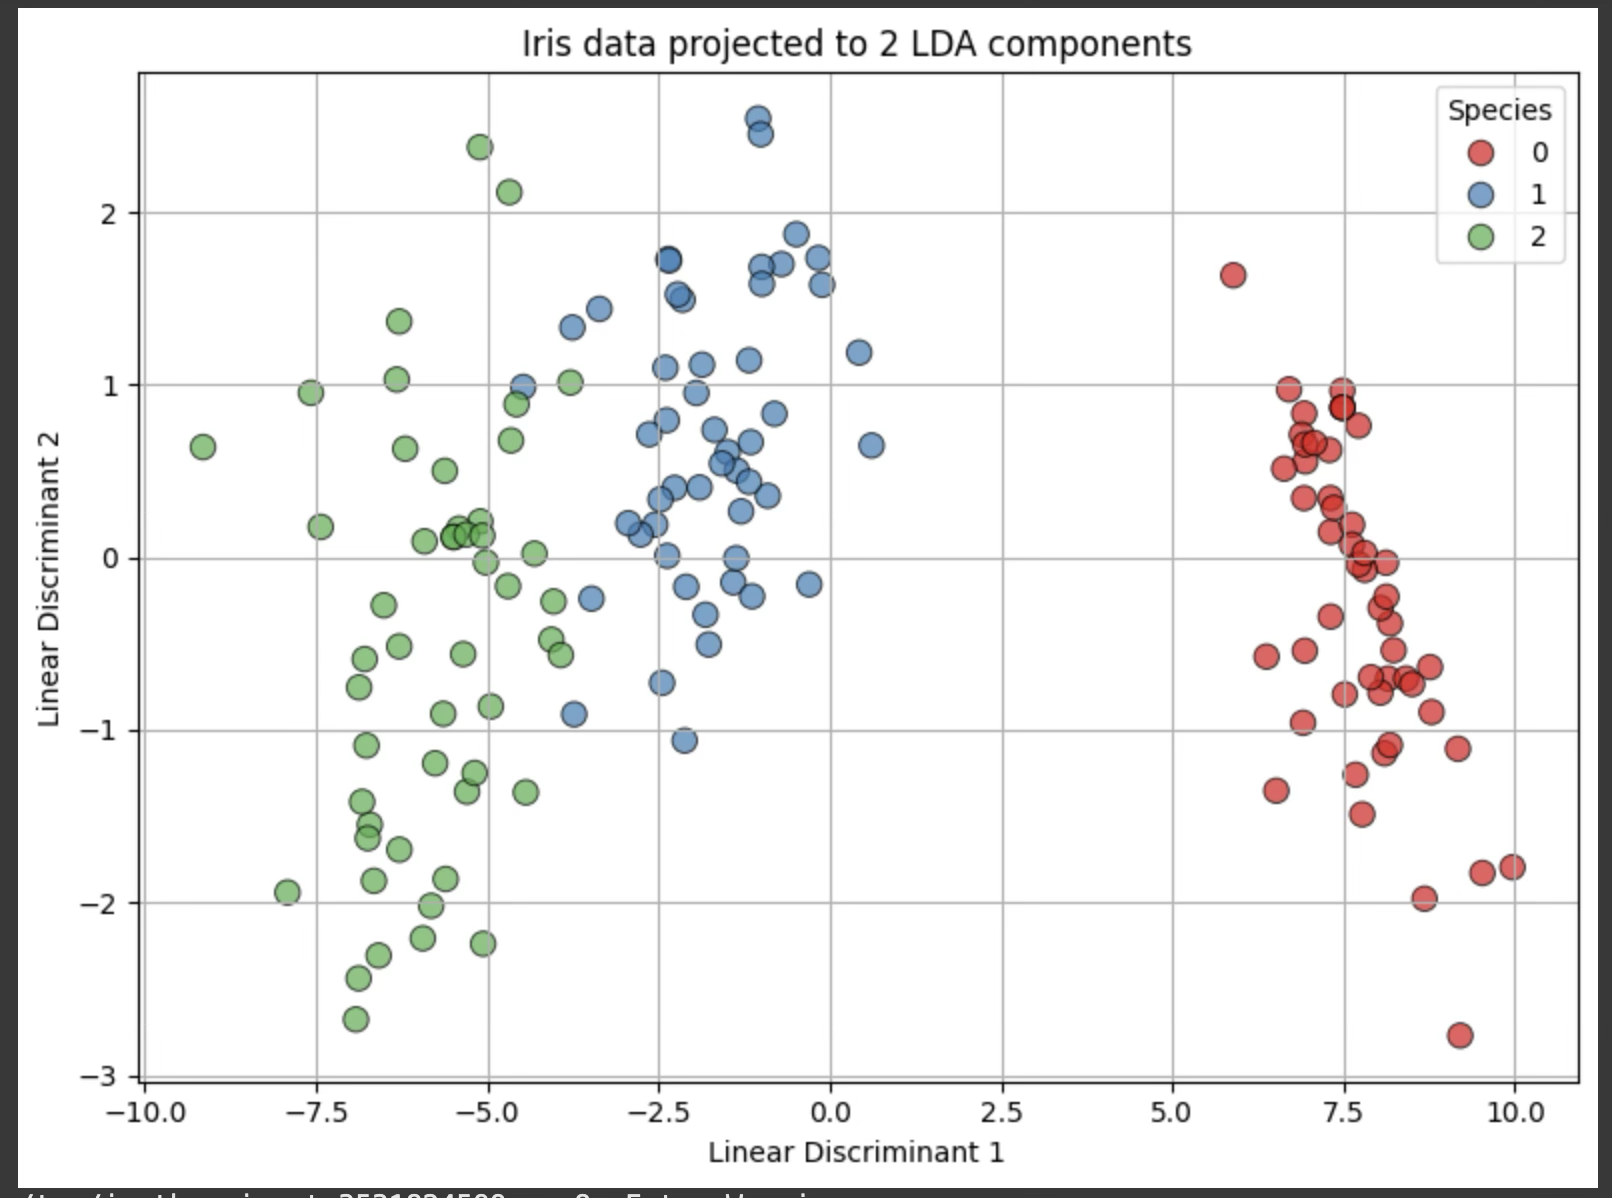 Iris data projected to 2 LDA components
Species
0
1
2
Linear Discriminant 2
2
1
0
−1
−2
−3
−10.0 −7.5 −5.0 −2.5 0.0 2.5 5.0 7.5 10.0
Linear Discriminant 1